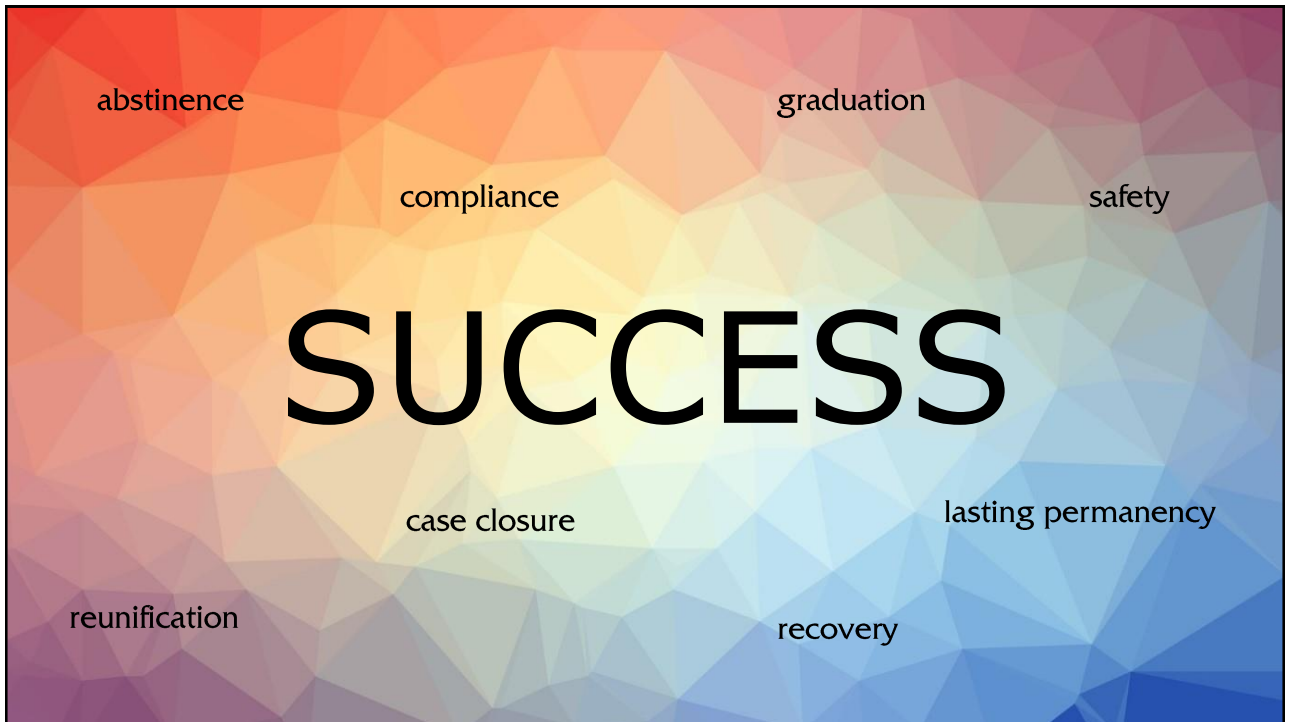 abstinence
graduation
compliance
safety
SUCCESS
case closure
lasting permanency
reunification
recovery